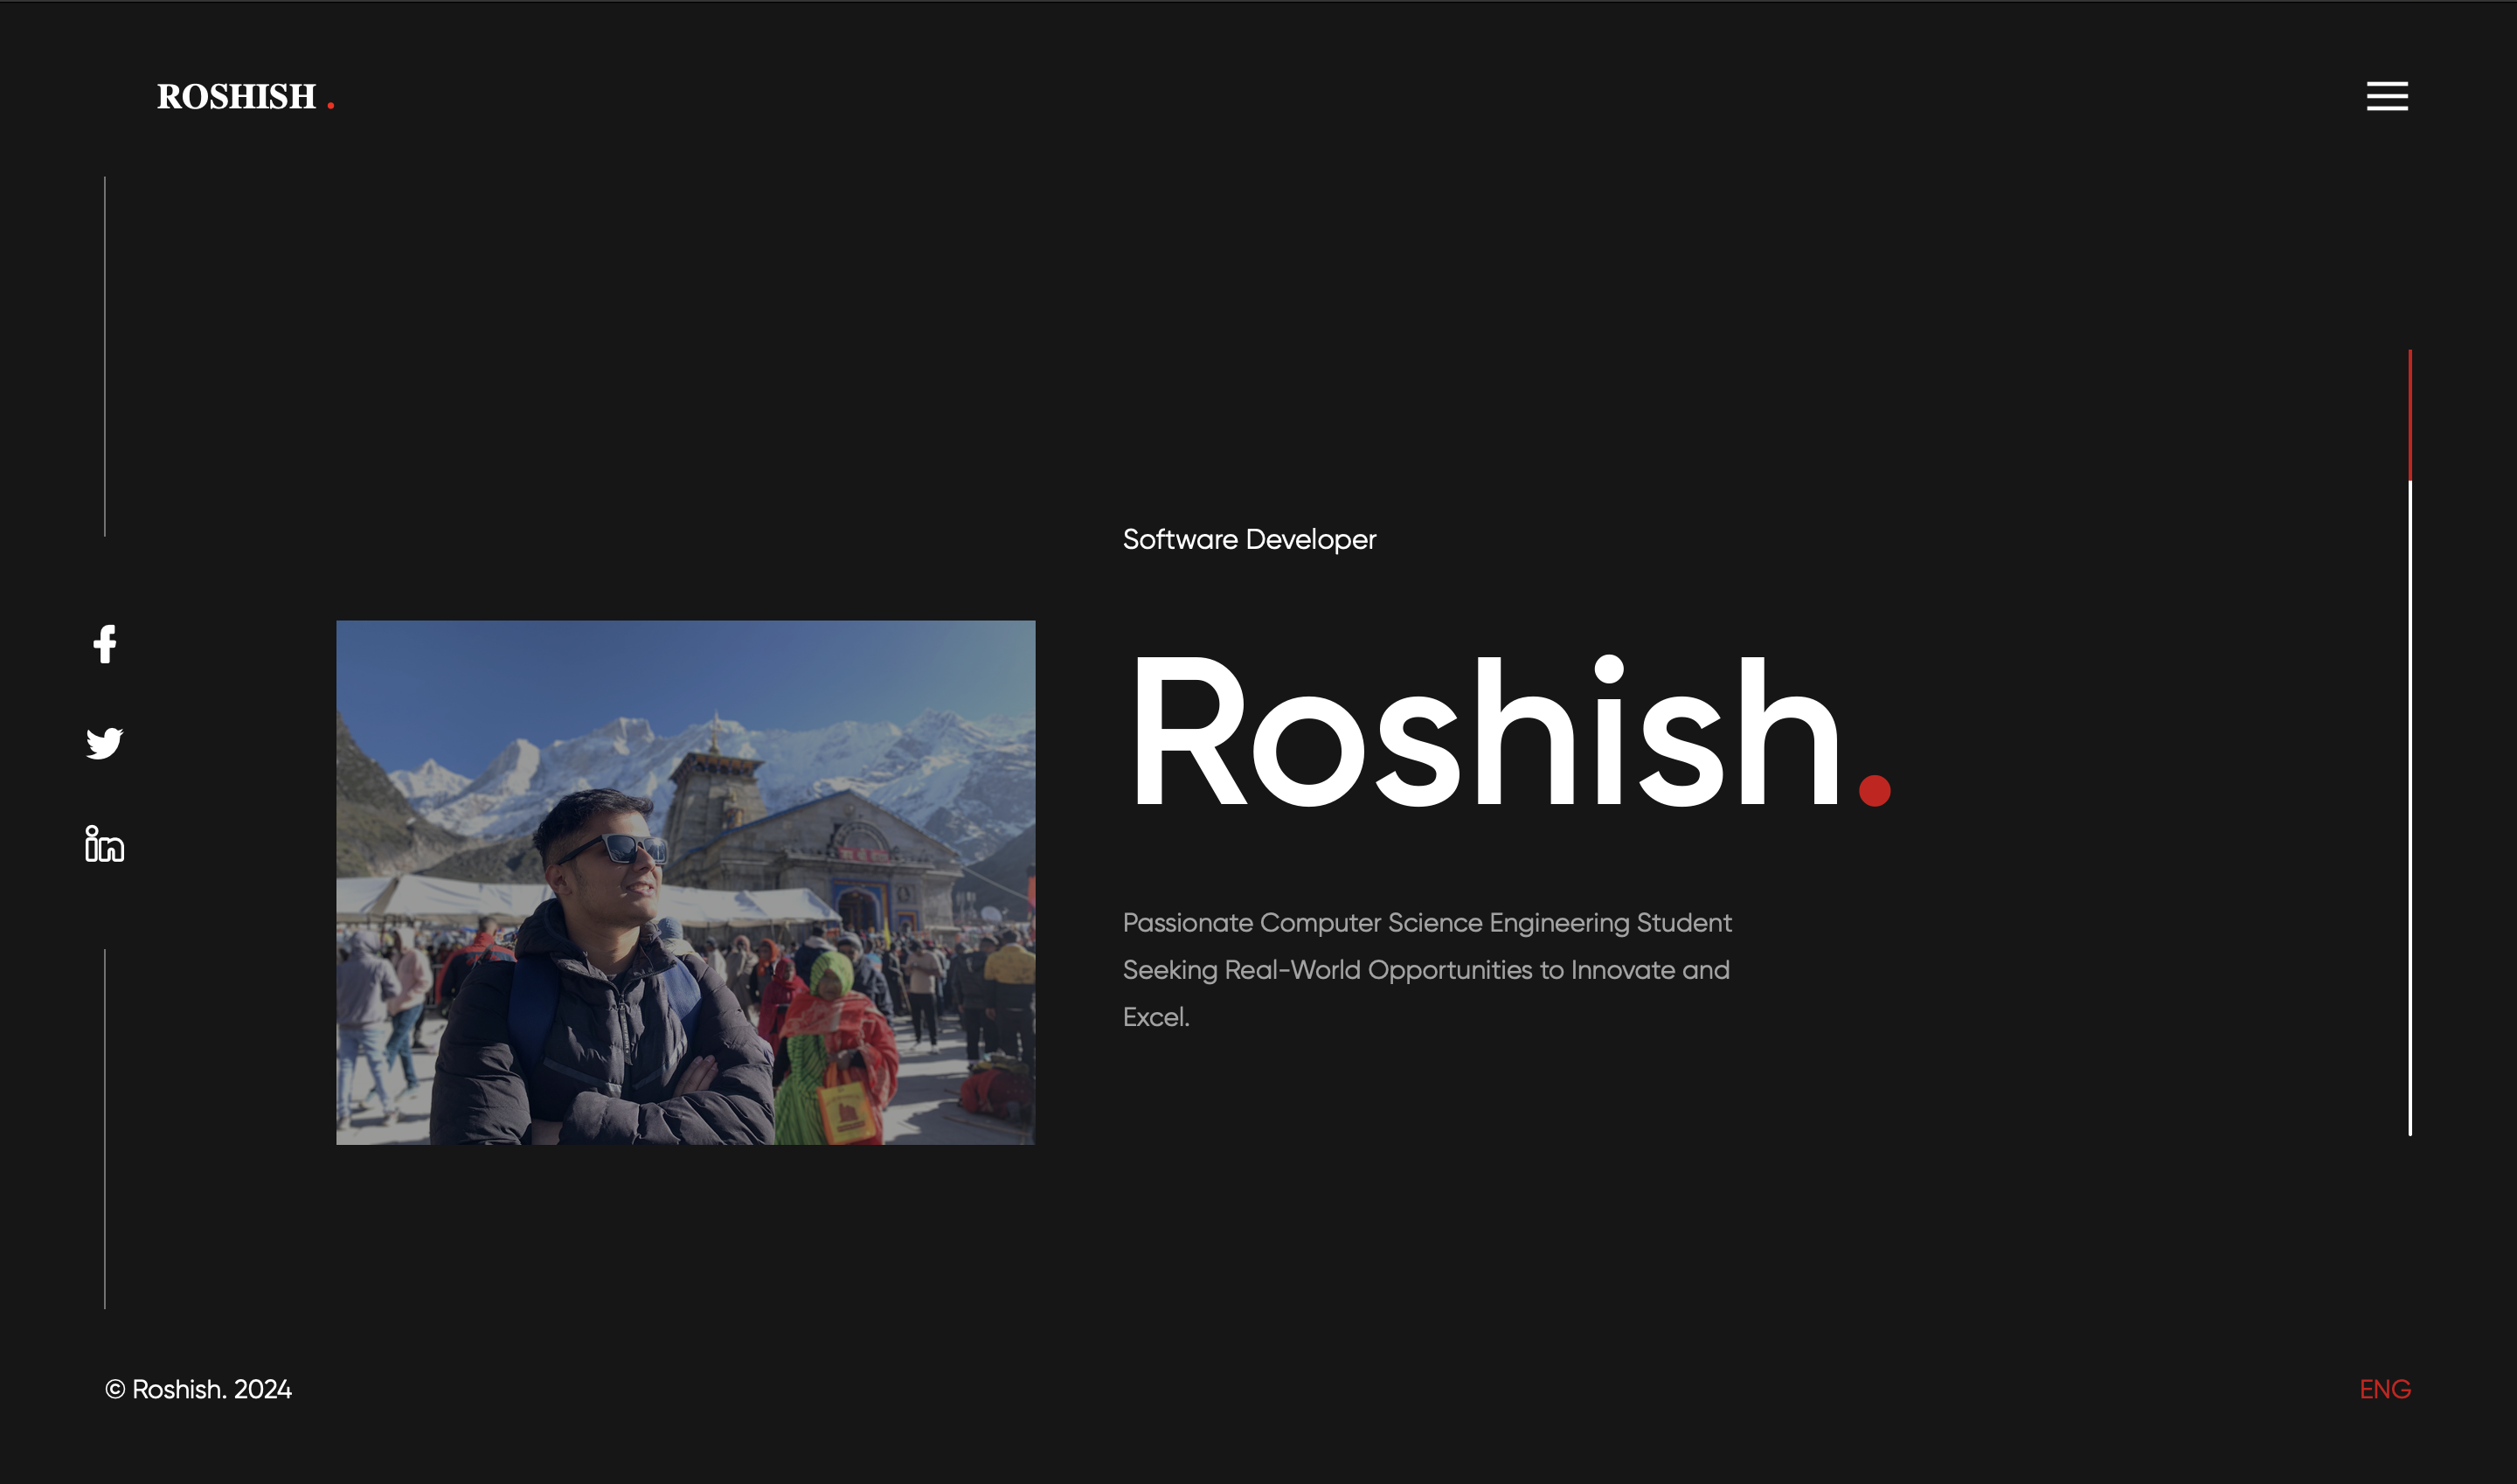 ROSHISH .
Software Developer
Roshish.
Passionate Computer Science Engineering Student
Seeking Real-World Opportunities to Innovate and
Excel.
© Roshish. 2024
ENG